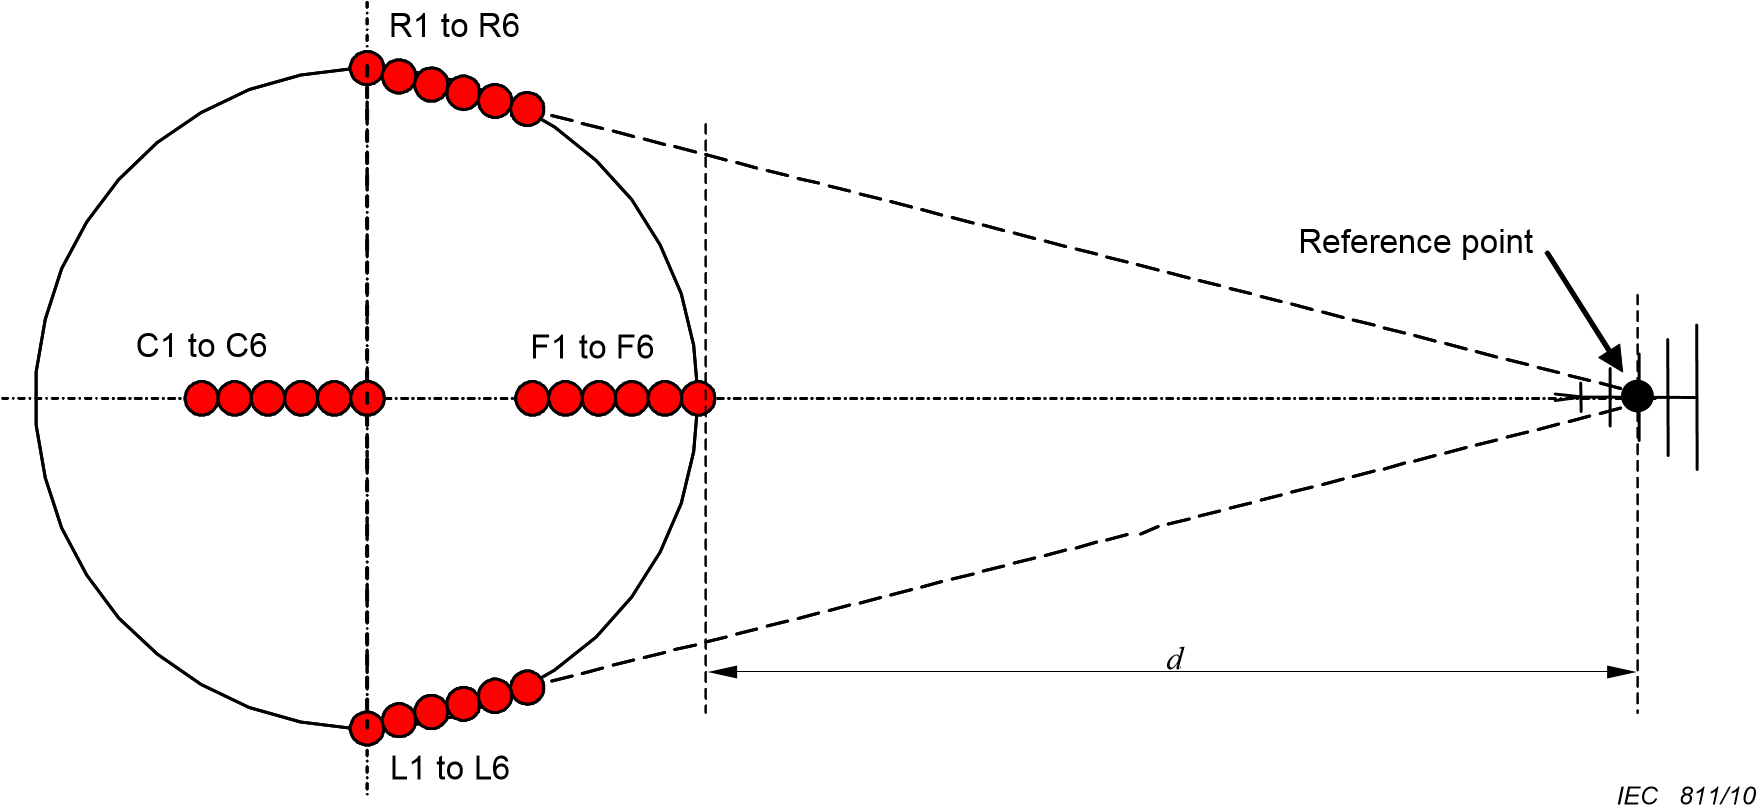 R1 to R6
Reference point
C1 to C6
F1 to F6
d
L1 to L6
IEC 811/10